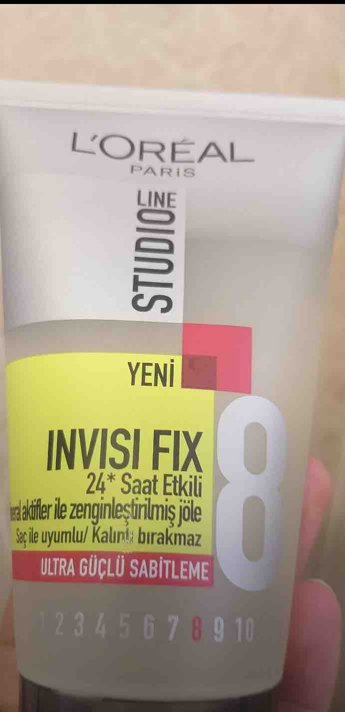 L'ORÉAL
PARIS
STUDIO LINE
YENİ
INVISI FIX
24* Saat Etkili
aktifler ile zenginleştirilmiş jöle
Saç ile uyumlu/ Kalıntı bırakmaz
ULTRA GÜÇLÜ SABİTLEME
8
1 2 3 4 5 6 7 8 9 10